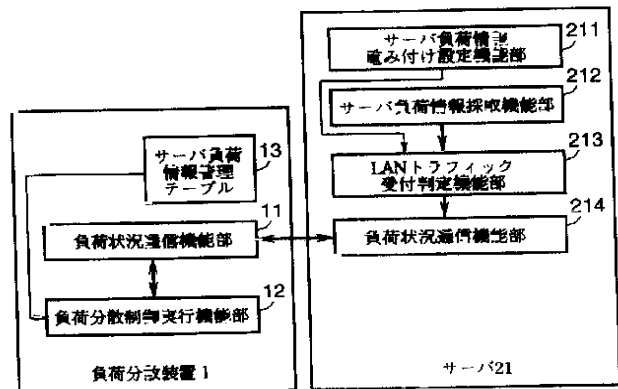 サーバ負荷情報
重み付け設定機能部
211
サーバ負荷情報採取機能部
212
LANトラフィック
受付判定機能部
213
負荷状況通信機能部
214
サーバ21
サーバ負荷
情報管理
テーブル
13
負荷状況通信機能部
11
負荷分散制御実行機能部
12
負荷分散装置1